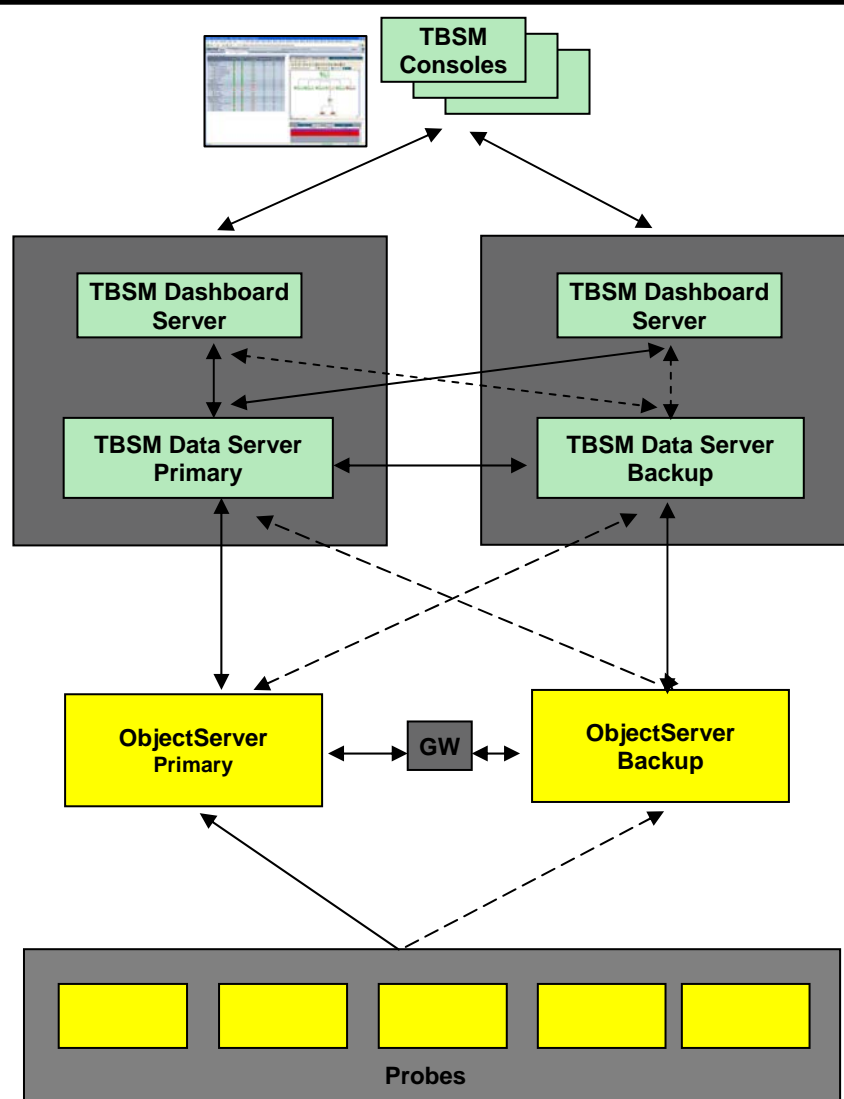 TBSM
Consoles
TBSM Dashboard
Server
TBSM Dashboard
Server
TBSM Data Server
Primary
TBSM Data Server
Backup
ObjectServer
Primary
GW
ObjectServer
Backup
Probes